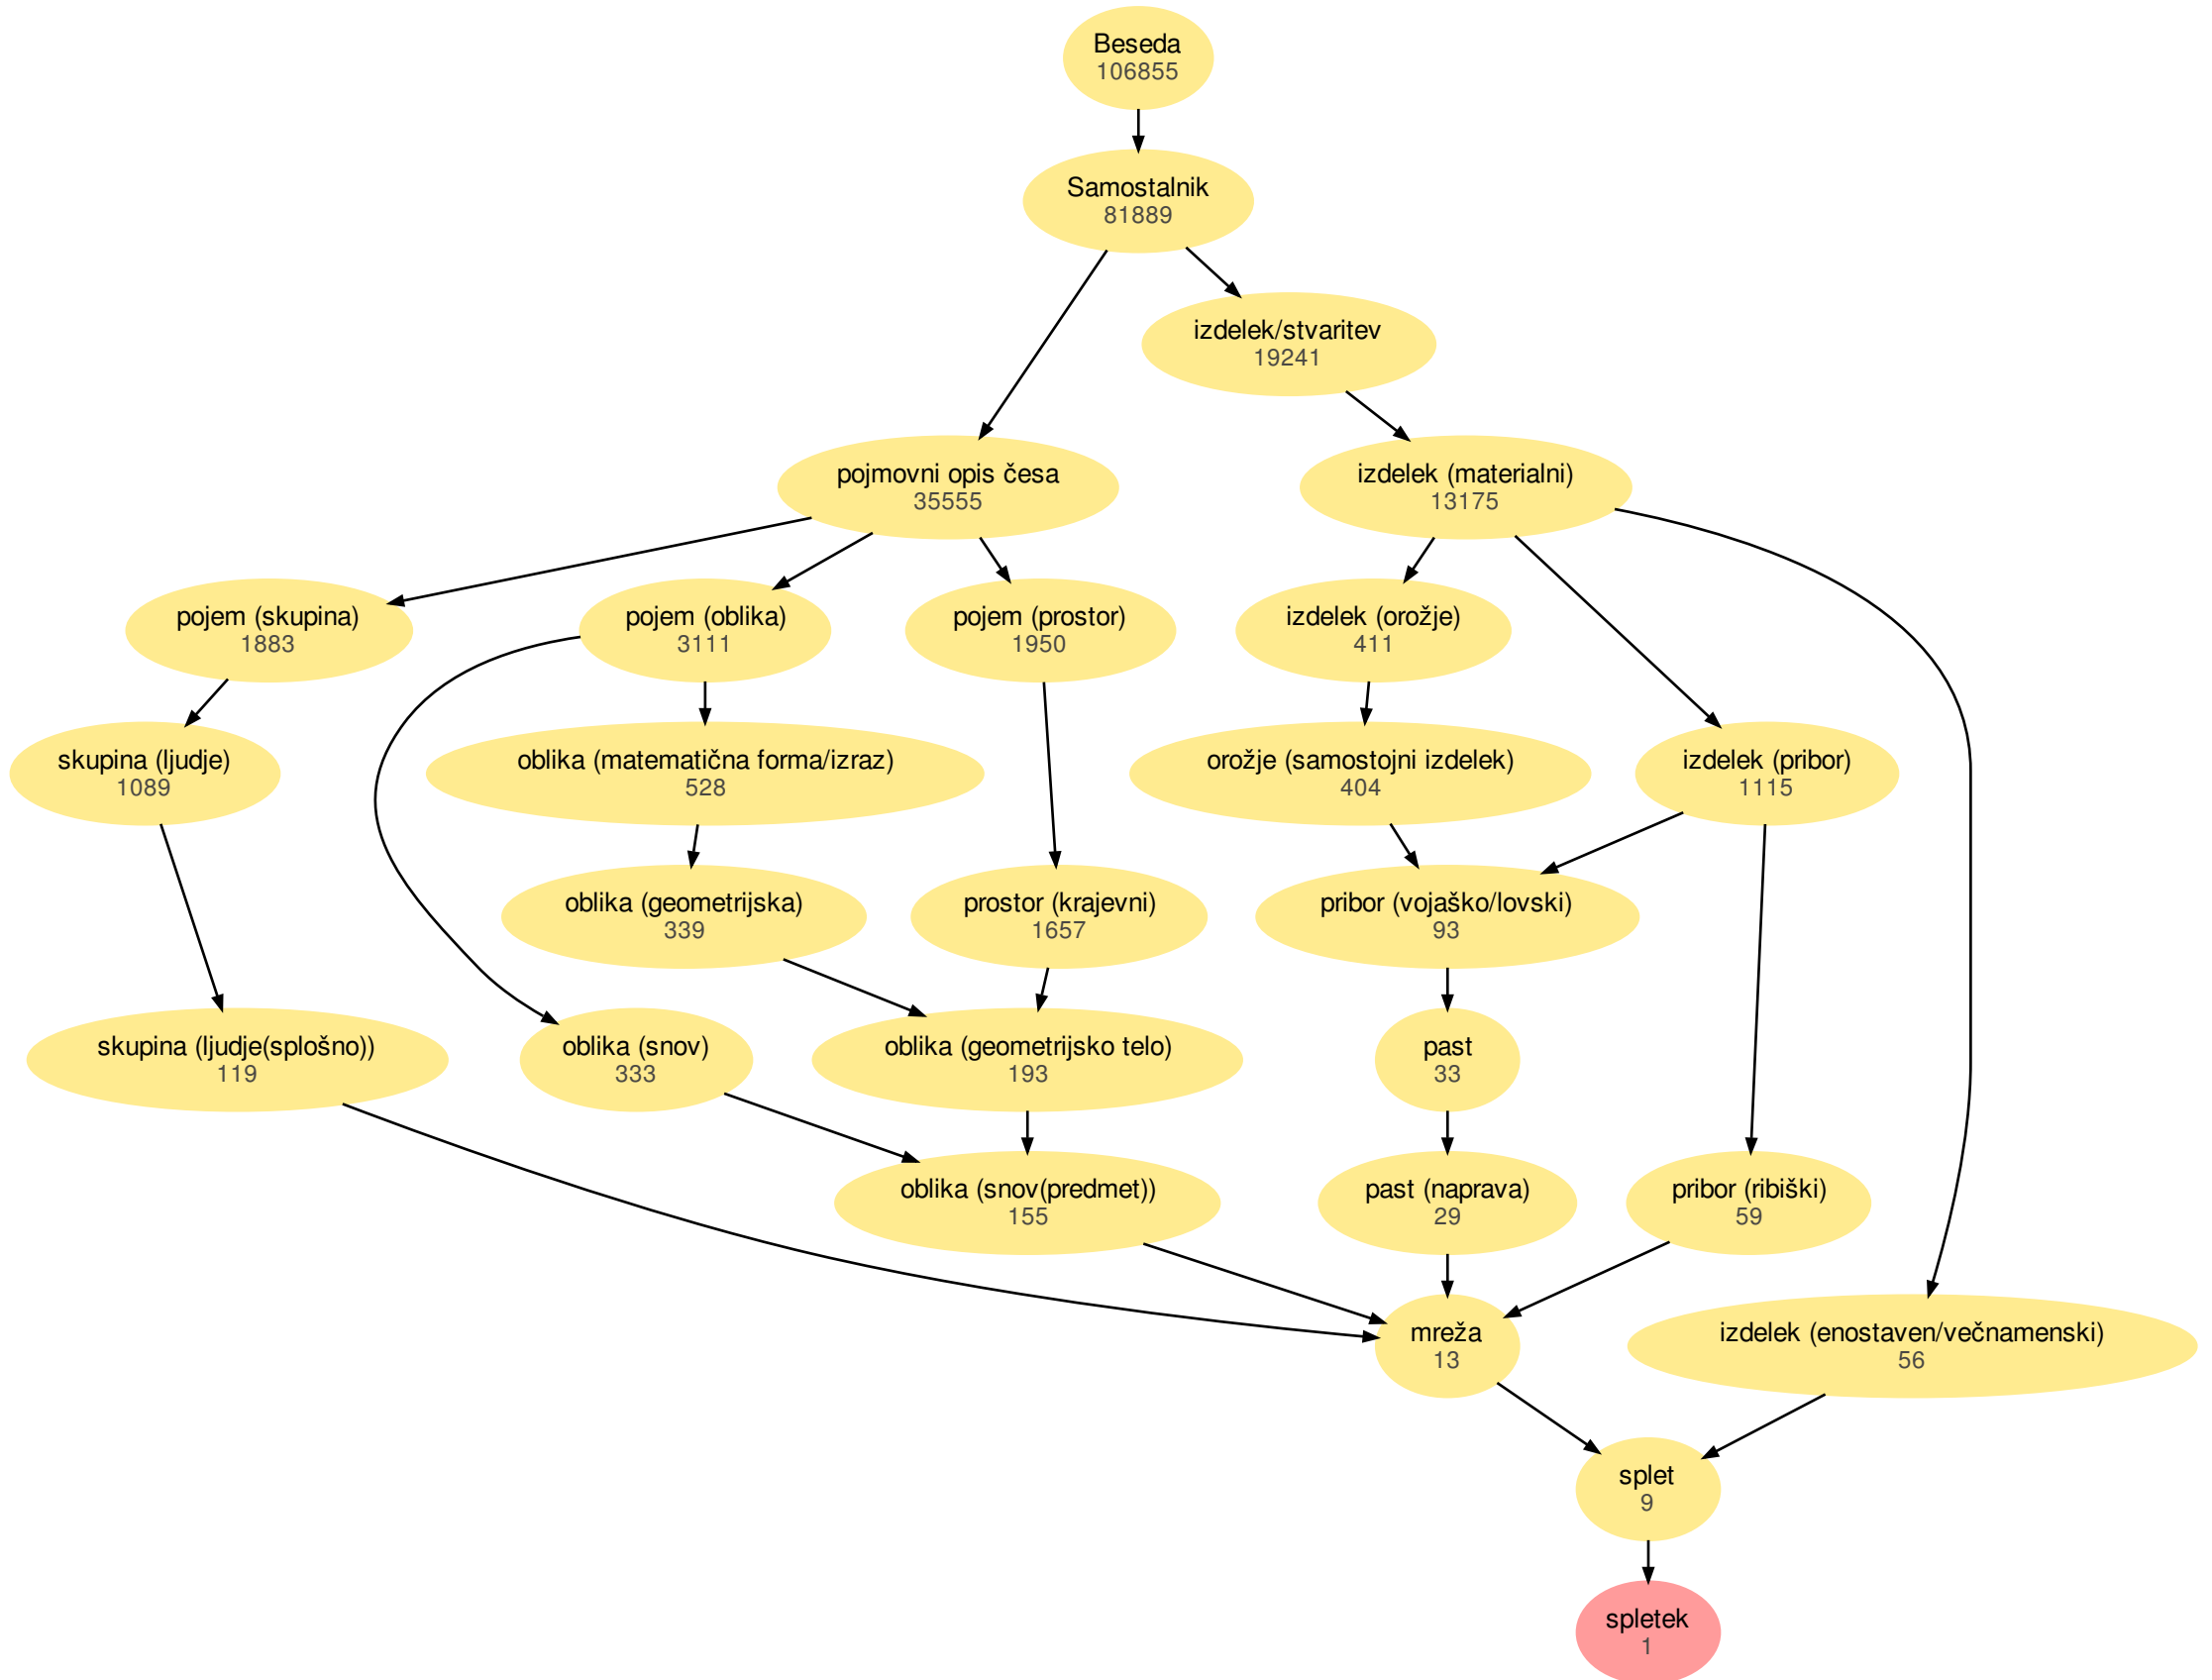 Beseda
106855
Samostalnik
81889
izdelek/stvaritev
19241
pojmovni opis česa
35555
izdelek (materialni)
13175
pojem (skupina)
1883
pojem (oblika)
3111
pojem (prostor)
1950
izdelek (orožje)
411
skupina (ljudje)
1089
oblika (matematična forma/izraz)
528
orožje (samostojni izdelek)
404
izdelek (pribor)
1115
oblika (geometrijska)
339
prostor (krajevni)
1657
pribor (vojaško/lovski)
93
skupina (ljudje(splošno))
119
oblika (snov)
333
oblika (geometrijsko telo)
193
past
33
oblika (snov(predmet))
155
past (naprava)
29
pribor (ribiški)
59
mreža
13
izdelek (enostaven/večnamenski)
56
splet
9
spletek
1